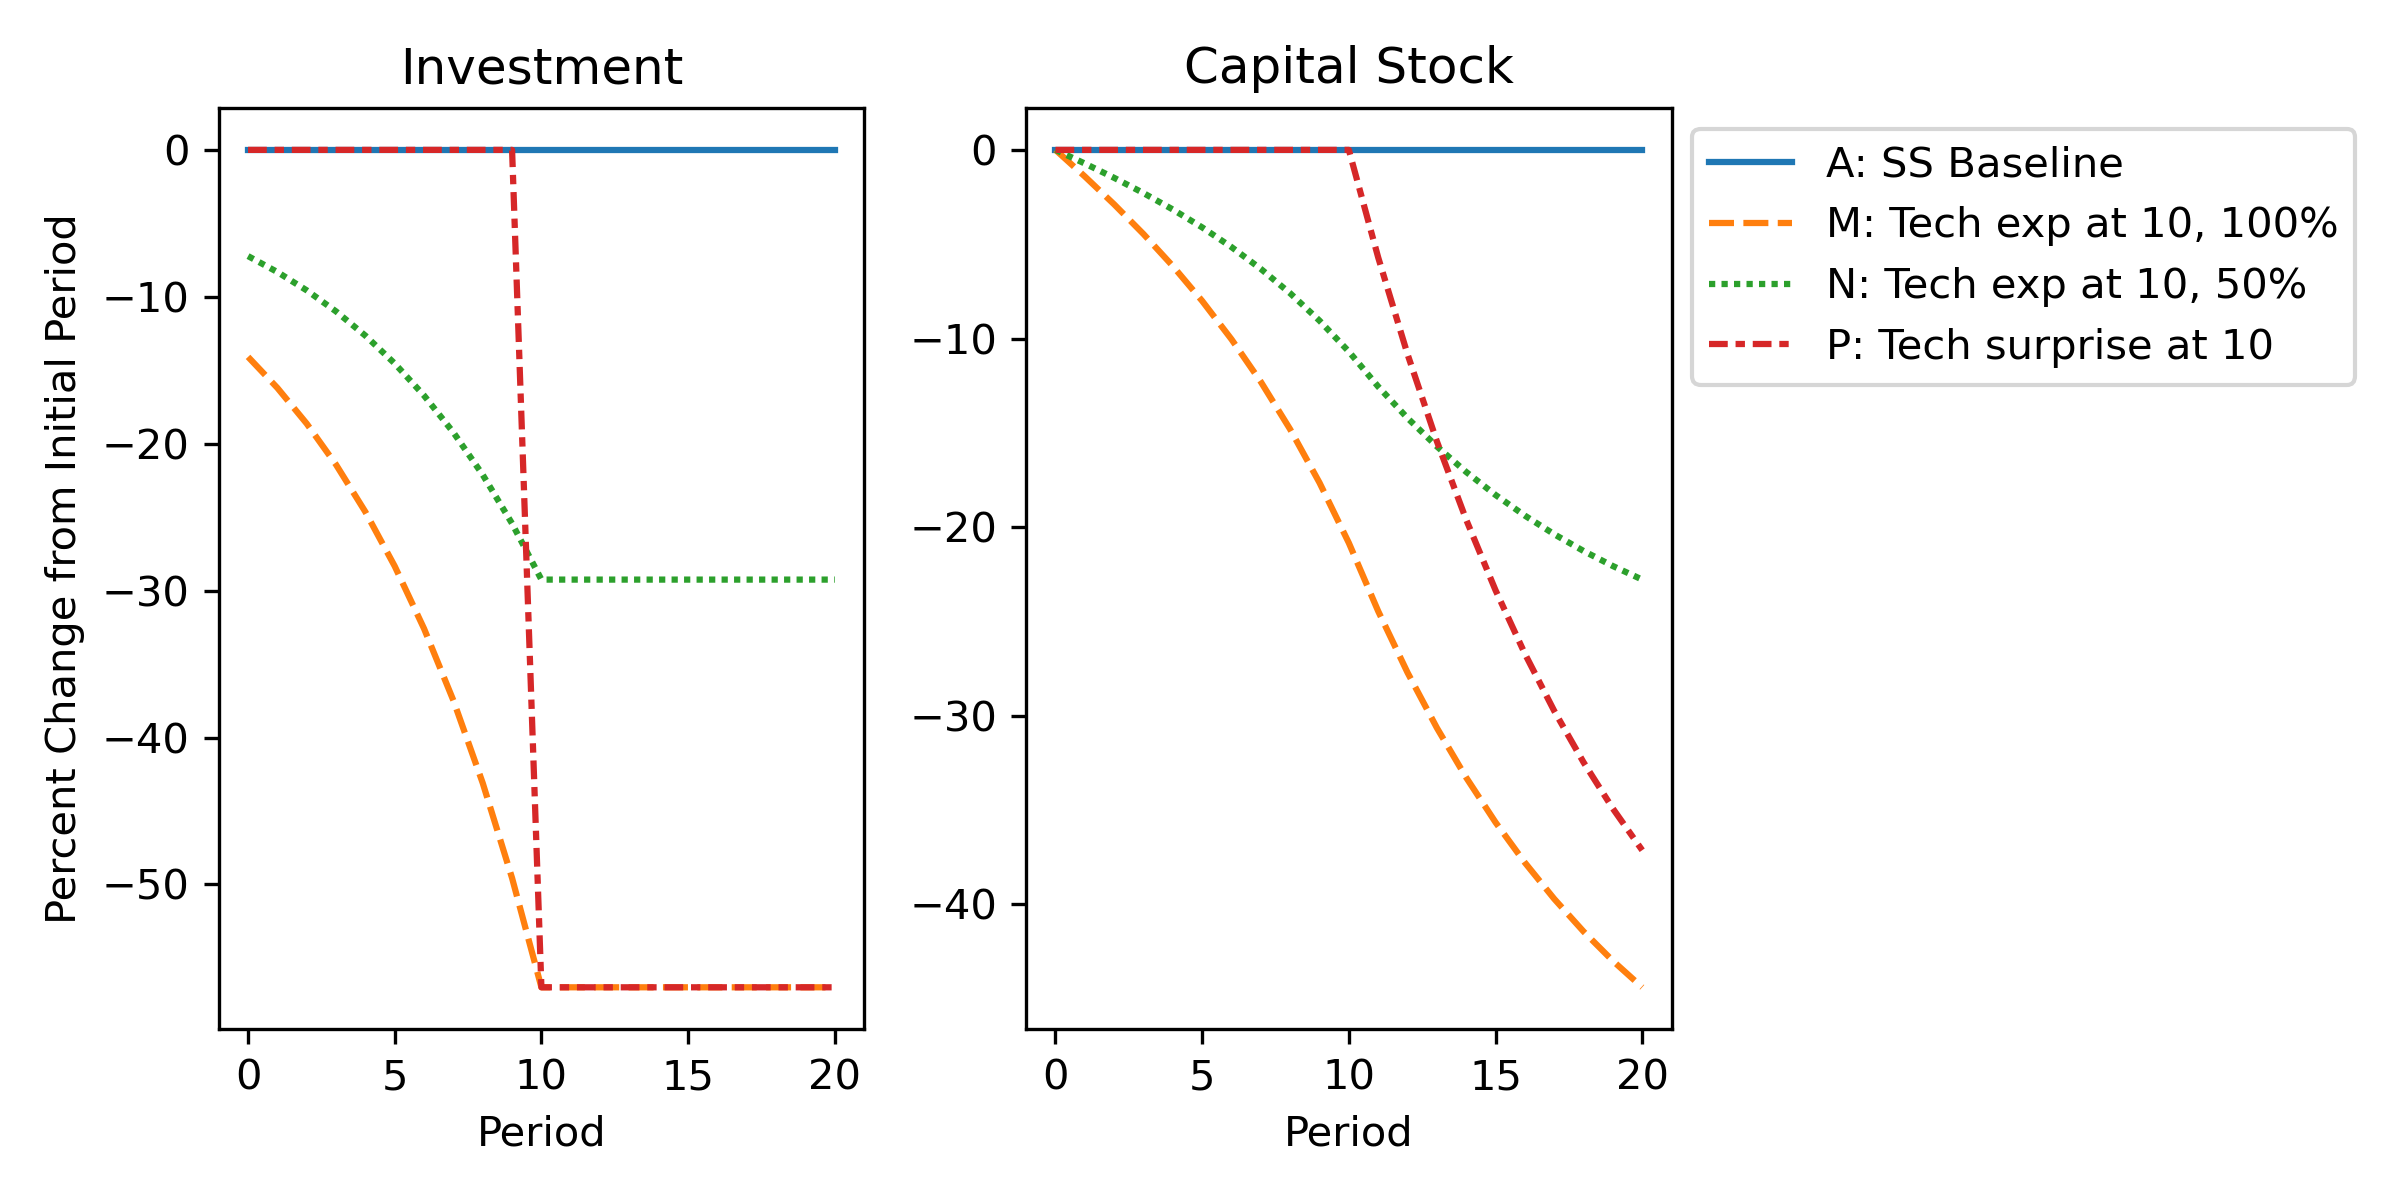 Investment
Capital Stock
Percent Change from Initial Period
0
−10
−20
−30
−40
−50
0 5 10 15 20
Period
0
−10
−20
−30
−40
0 5 10 15 20
Period
A: SS Baseline
M: Tech exp at 10, 100%
N: Tech exp at 10, 50%
P: Tech surprise at 10